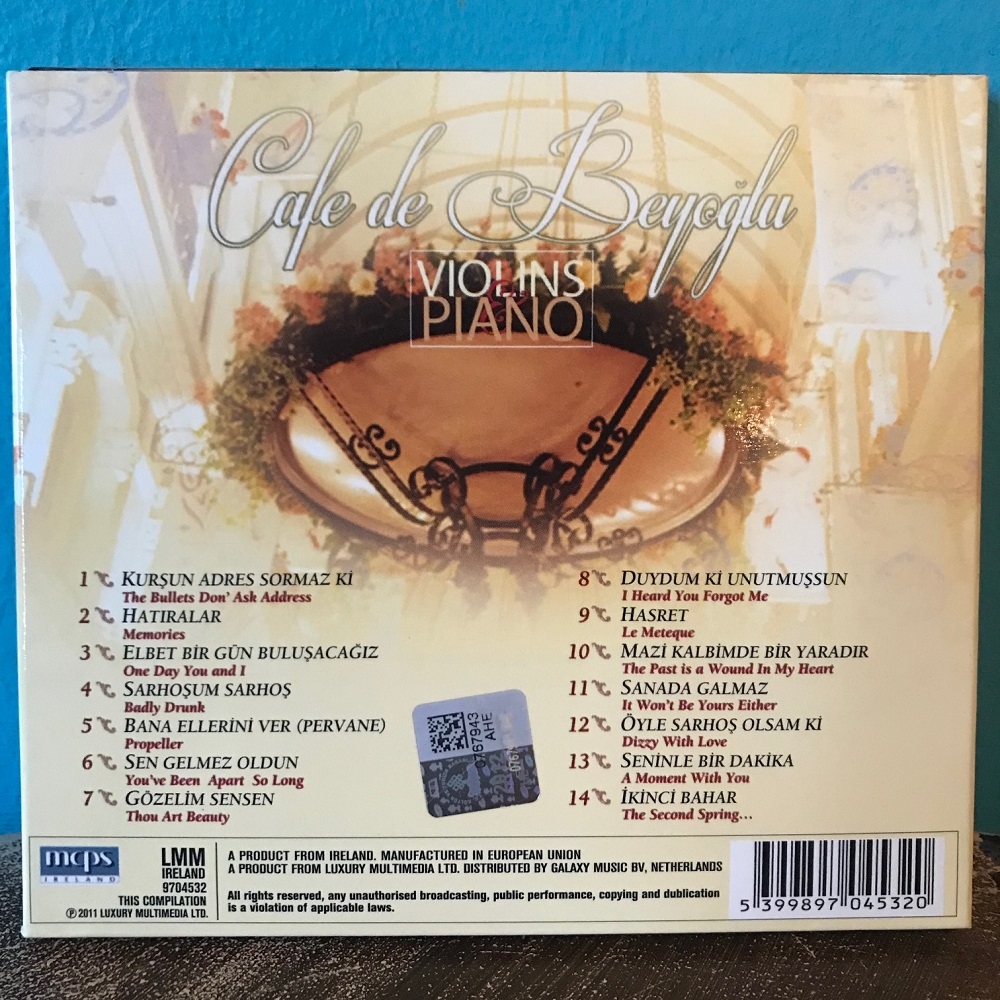 Cafe de Beyoğlu
VIOLINS
&
PIANO
1 KURŞUN ADRES SORMAZ Kİ
The Bullets Don' Ask Address
2 HATIRALAR
Memories
3 ELBET BİR GÜN BULUŞACAĞIZ
One Day You and I
4 SARHOŞUM SARHOŞ
Badly Drunk
5 BANA ELLERİNİ VER (PERVANE)
Propeller
6 SEN GELMEZ OLDUN
You've Been Apart So Long
7 GÖZELİM SENSEN
Thou Art Beauty
8 DUYDUM Kİ UNUTMUŞSUN
I Heard You Forgot Me
9 HASRET
Le Meteque
10 MAZİ KALBİMDE BİR YARADIR
The Past is a Wound In My Heart
11 SANADA GALMAZ
It Won't Be Yours Either
12 ÖYLE SARHOŞ OLSAM Kİ
Dizzy With Love
13 SENİNLE BİR DAKİKA
A Moment With You
14 İKİNCİ BAHAR
The Second Spring...
0767943
AHE
mcps
IRELAND
LMM
IRELAND
9704532
THIS COMPILATION
℗ 2011 LUXURY MULTIMEDIA LTD.
A PRODUCT FROM IRELAND. MANUFACTURED IN EUROPEAN UNION
A PRODUCT FROM LUXURY MULTIMEDIA LTD. DISTRIBUTED BY GALAXY MUSIC BV, NETHERLANDS
All rights reserved, any unauthorised broadcasting, public performance, copying and dublication
is a violation of applicable laws.
5 399897 045320